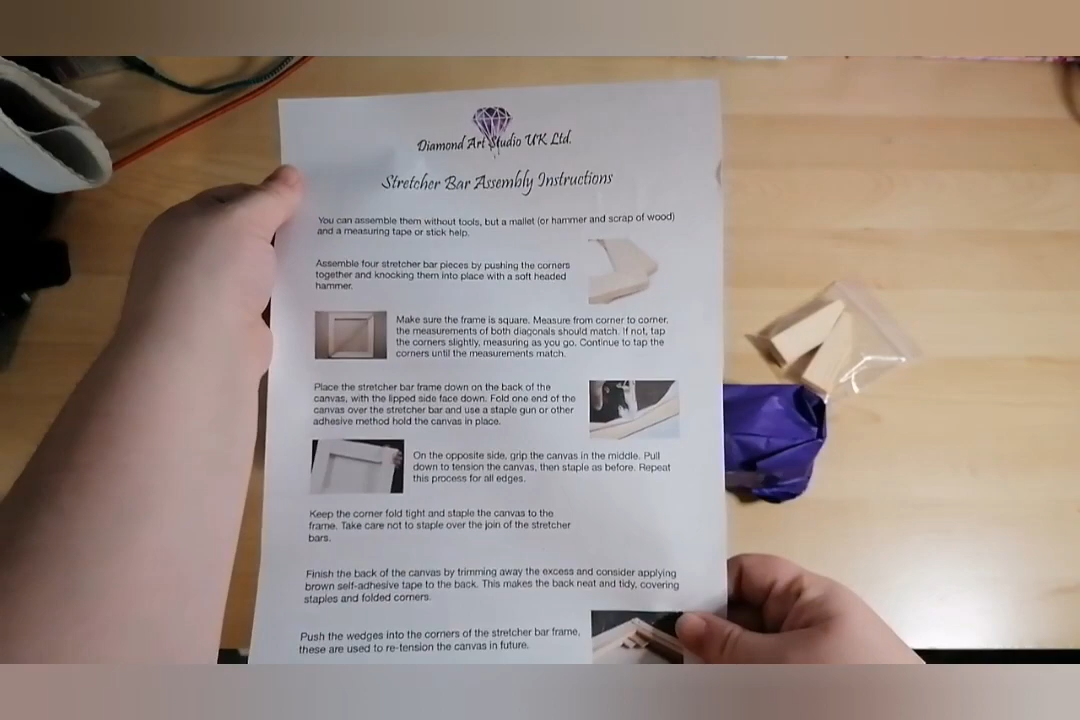 Diamond Art Studio UK Ltd.
Stretcher Bar Assembly Instructions
You can assemble them without tools, but a mallet (or hammer and scrap of wood)
and a measuring tape or stick help.
Assemble four stretcher bar pieces by pushing the corners
together and knocking them into place with a soft headed
hammer.
Make sure the frame is square. Measure from corner to corner,
the measurements of both diagonals should match. If not, tap
the corners slightly, measuring as you go. Continue to tap the
corners until the measurements match.
Place the stretcher bar frame down on the back of the
canvas, with the lipped side face down. Fold one end of the
canvas over the stretcher bar and use a staple gun or other
adhesive method hold the canvas in place.
On the opposite side, grip the canvas in the middle. Pull
down to tension the canvas, then staple as before. Repeat
this process for all edges.
Keep the corner fold tight and staple the canvas to the
frame. Take care not to staple over the join of the stretcher
bars.
Finish the back of the canvas by trimming away the excess and consider applying
brown self-adhesive tape to the back. This makes the back neat and tidy, covering
staples and folded corners.
Push the wedges into the corners of the stretcher bar frame,
these are used to re-tension the canvas in future.